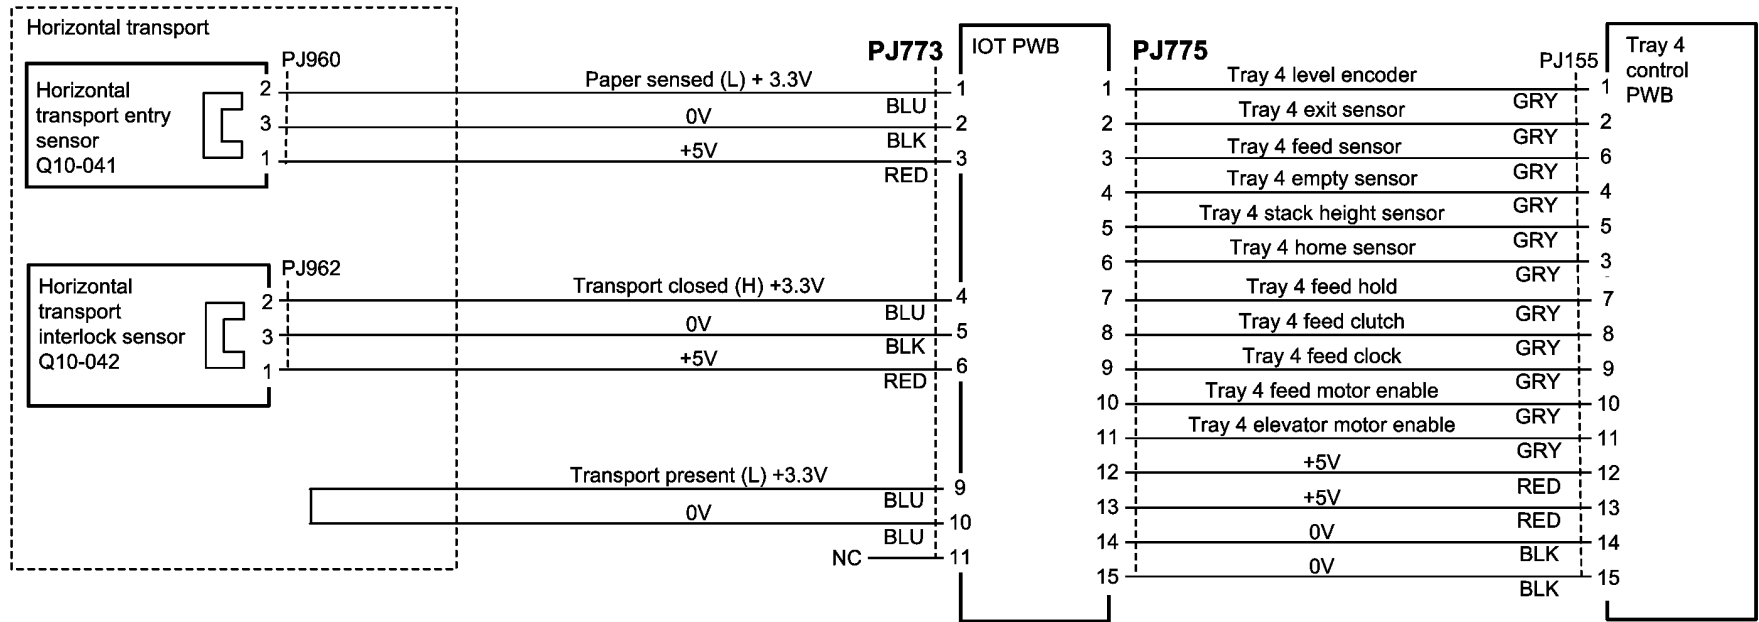 Horizontal transport
PJ960
Horizontal
transport entry
sensor
Q10-041
2
3
1
Paper sensed (L) + 3.3V
BLU
0V
BLK
+5V
RED
PJ962
Horizontal
transport
interlock sensor
Q10-042
2
3
1
Transport closed (H) +3.3V
BLU
0V
BLK
+5V
RED
Transport present (L) +3.3V
BLU
0V
BLU
NC
PJ773
1
2
3
4
5
6
9
10
11
IOT PWB
PJ775
PJ155
Tray 4
control
PWB
1 Tray 4 level encoder GRY 1
2 Tray 4 exit sensor GRY 2
3 Tray 4 feed sensor GRY 6
4 Tray 4 empty sensor GRY 4
5 Tray 4 stack height sensor GRY 5
6 Tray 4 home sensor GRY 3
7 Tray 4 feed hold GRY 7
8 Tray 4 feed clutch GRY 8
9 Tray 4 feed clock GRY 9
10 Tray 4 feed motor enable GRY 10
11 Tray 4 elevator motor enable GRY 11
12 +5V RED 12
13 +5V RED 13
14 0V BLK 14
15 0V BLK 15